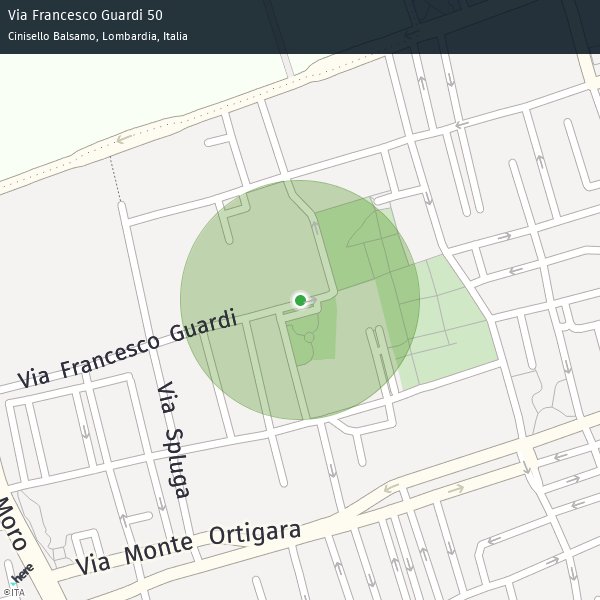 Via Francesco Guardi 50
Cinisello Balsamo, Lombardia, Italia
Via Francesco Guardi
Via Spluga
Moro
Via Monte Ortigara
here
©ITA